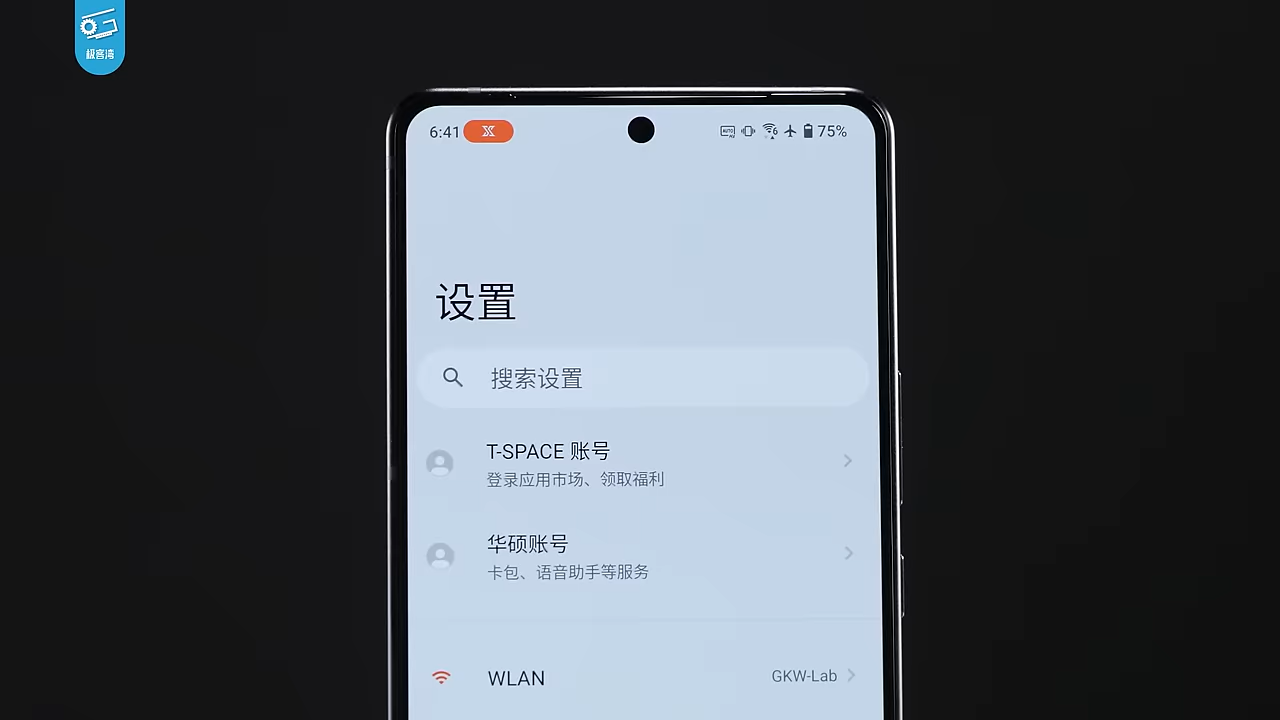 极客湾
6:41
75%
设置
搜索设置
T-SPACE 账号
登录应用市场、领取福利
华硕账号
卡包、语音助手等服务
WLAN
GKW-Lab